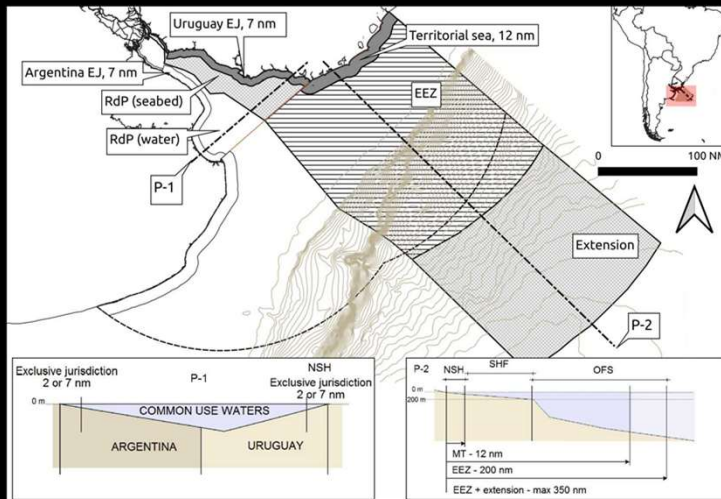 Uruguay EJ, 7 nm
Territorial sea, 12 nm
Argentina EJ, 7 nm
RdP (seabed)
EEZ
RdP (water)
0
100 NM
P-1
Extension
P-2
Exclusive jurisdiction
2 or 7 nm
P-1
NSH
Exclusive jurisdiction
2 or 7 nm
0 m
COMMON USE WATERS
ARGENTINA
URUGUAY
P-2
NSH
SHF
OFS
0 m
200 m
MT - 12 nm
EEZ - 200 nm
EEZ + extension - max 350 nm